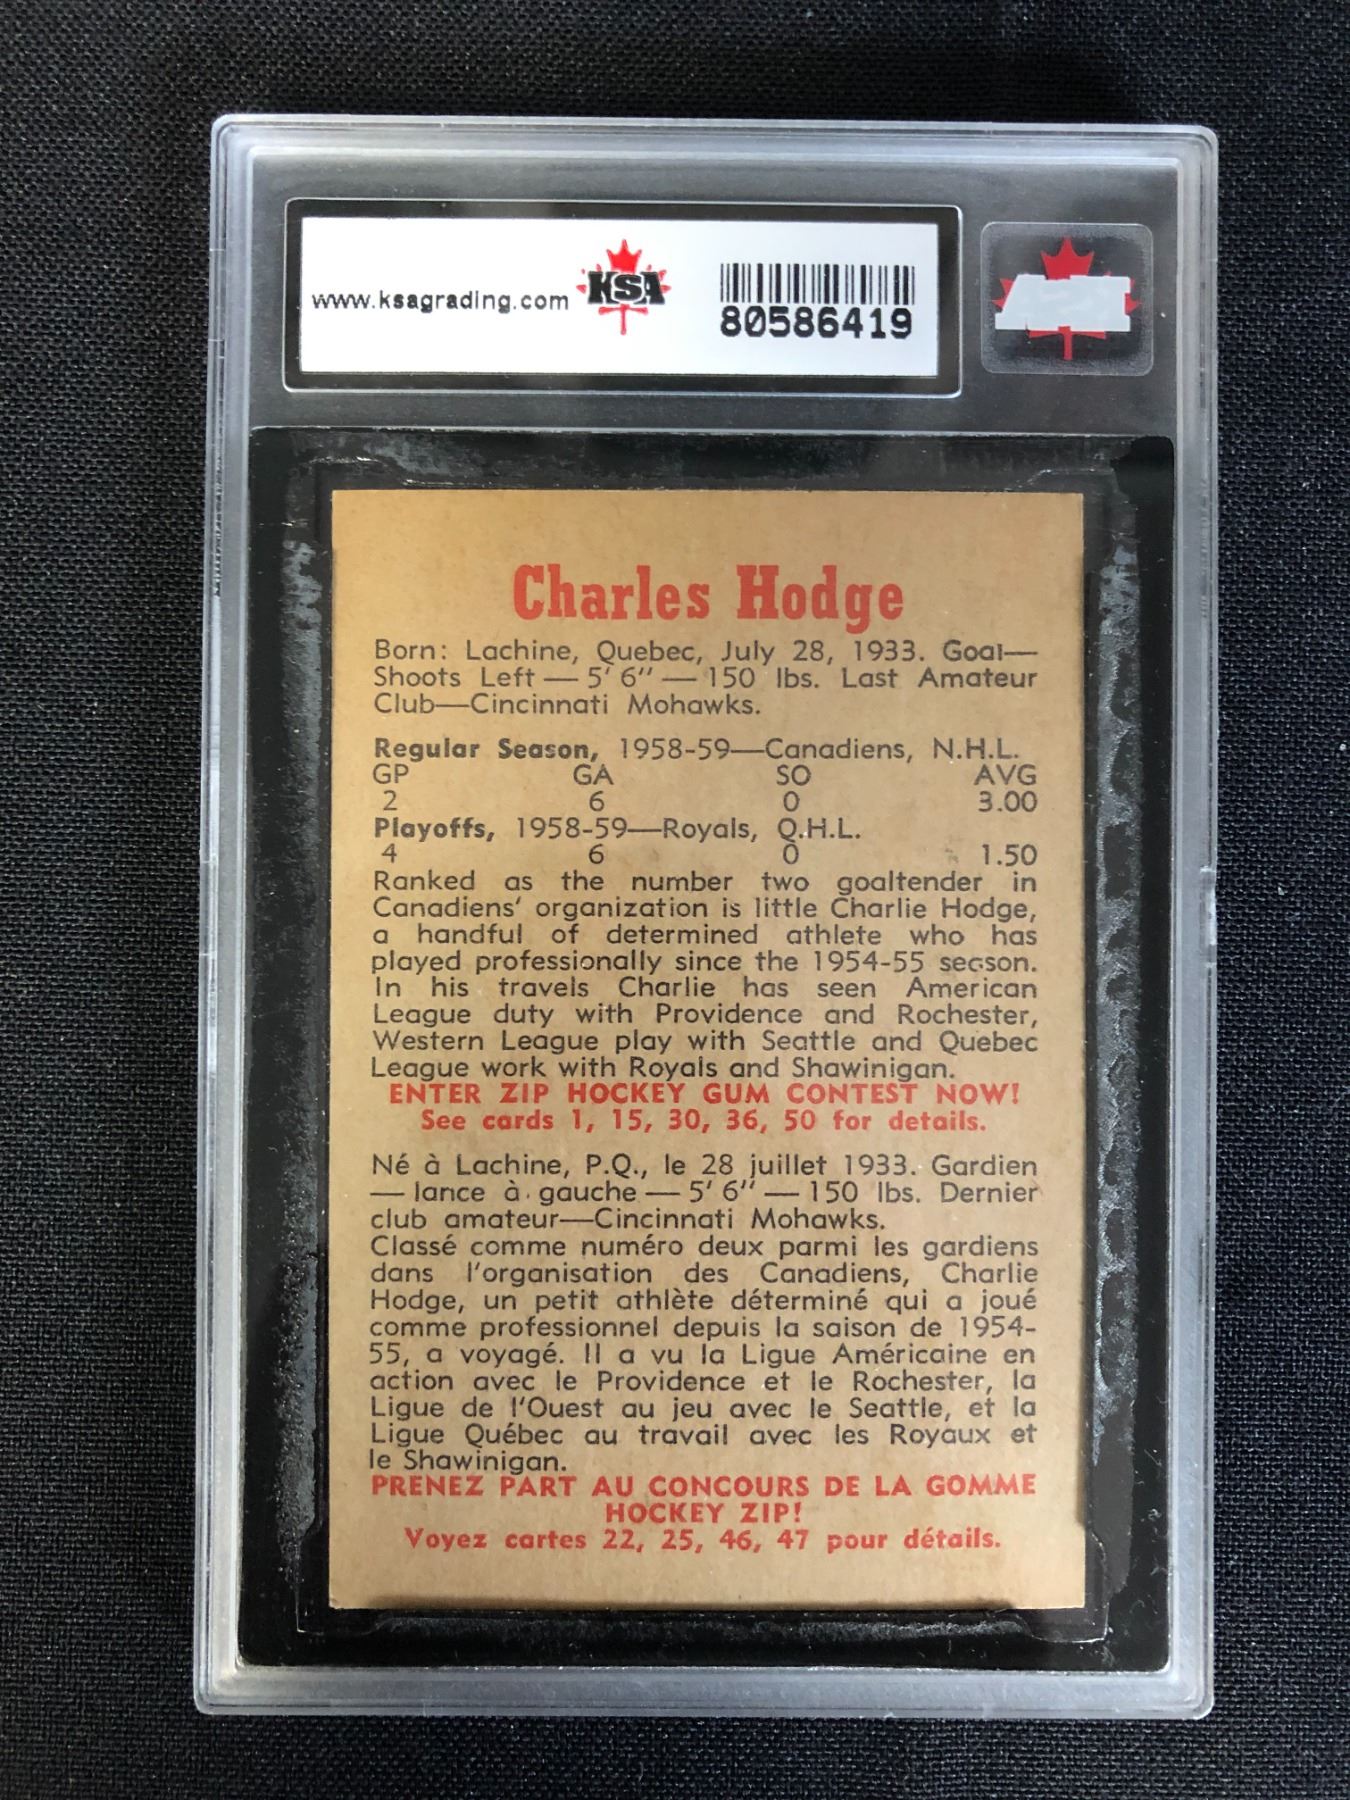 www.ksagrading.com
KSA
80586419
Charles Hodge
Born: Lachine, Quebec, July 28, 1933. Goal—
Shoots Left — 5' 6" — 150 lbs. Last Amateur
Club—Cincinnati Mohawks.
Regular Season, 1958-59—Canadiens, N.H.L.
GP GA SO AVG
2 6 0 3.00
Playoffs, 1958-59—Royals, Q.H.L.
4 6 0 1.50
Ranked as the number two goaltender in
Canadiens' organization is little Charlie Hodge,
a handful of determined athlete who has
played professionally since the 1954-55 season.
In his travels Charlie has seen American
League duty with Providence and Rochester,
Western League play with Seattle and Quebec
League work with Royals and Shawinigan.
ENTER ZIP HOCKEY GUM CONTEST NOW!
See cards 1, 15, 30, 36, 50 for details.
Né à Lachine, P.Q., le 28 juillet 1933. Gardien
— lance à gauche — 5' 6" — 150 lbs. Dernier
club amateur—Cincinnati Mohawks.
Classé comme numéro deux parmi les gardiens
dans l'organisation des Canadiens, Charlie
Hodge, un petit athlète déterminé qui a joué
comme professionnel depuis la saison de 1954-
55, a voyagé. Il a vu la Ligue Américaine en
action avec le Providence et le Rochester, la
Ligue de l'Ouest au jeu avec le Seattle, et la
Ligue Québec au travail avec les Royaux et
le Shawinigan.
PRENEZ PART AU CONCOURS DE LA GOMME
HOCKEY ZIP!
Voyez cartes 22, 25, 46, 47 pour détails.